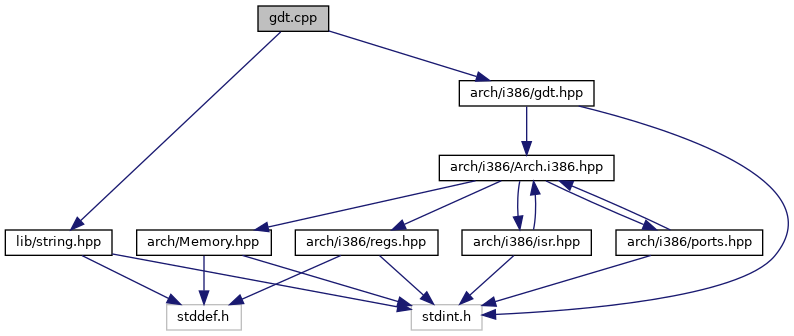 gdt.cpp
arch/i386/gdt.hpp
arch/i386/Arch.i386.hpp
lib/string.hpp
arch/Memory.hpp
arch/i386/regs.hpp
arch/i386/isr.hpp
arch/i386/ports.hpp
stddef.h
stdint.h